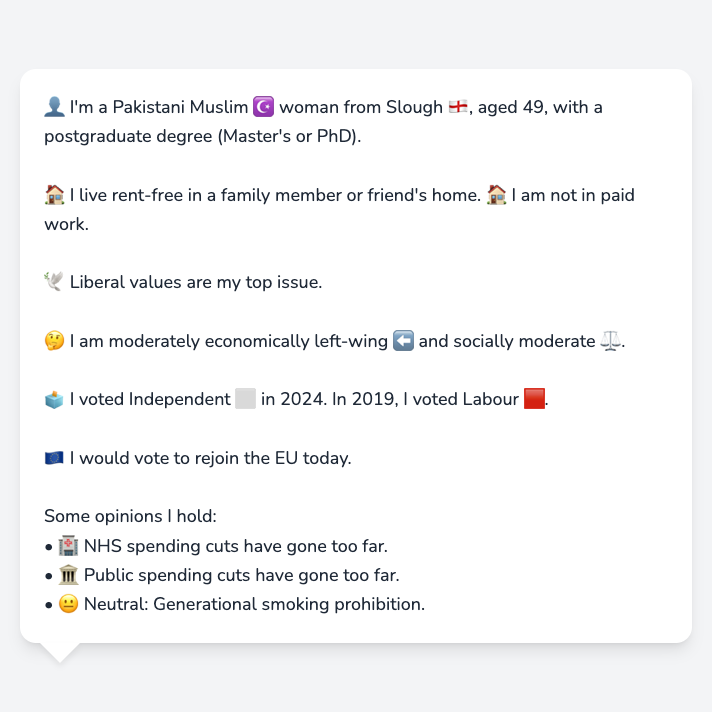 👤 I'm a Pakistani Muslim ☪️ woman from Slough 🏴󠁧󠁢󠁥󠁮󠁧󠁿, aged 49, with a
postgraduate degree (Master's or PhD).
🏠 I live rent-free in a family member or friend's home. 🏠 I am not in paid
work.
🕊️ Liberal values are my top issue.
🤔 I am moderately economically left-wing ⬅️ and socially moderate ⚖️.
🗳️ I voted Independent ⬜ in 2024. In 2019, I voted Labour 🟥.
🇪🇺 I would vote to rejoin the EU today.
Some opinions I hold:
• 🏥 NHS spending cuts have gone too far.
• 🏛️ Public spending cuts have gone too far.
• 😐 Neutral: Generational smoking prohibition.